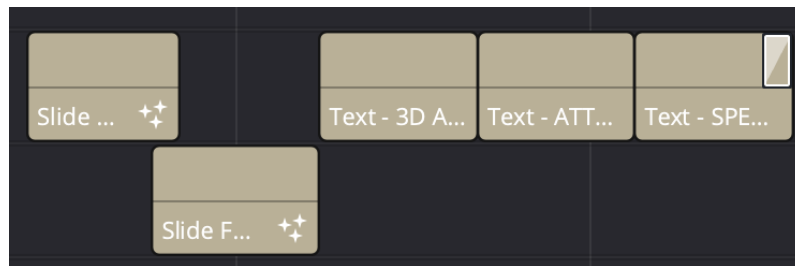 Slide ...
Text - 3D A...
Text - ATT...
Text - SPE...
Slide F...